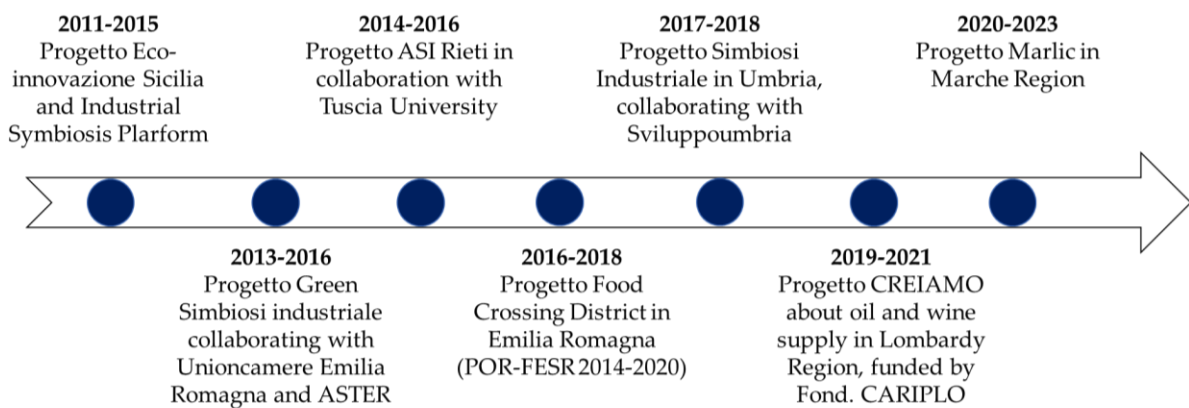 2011-2015
Progetto Eco-
innovazione Sicilia
and Industrial
Symbiosis Plarform
2014-2016
Progetto ASI Rieti in
collaboration with
Tuscia University
2017-2018
Progetto Simbiosi
Industriale in Umbria,
collaborating with
Sviluppoumbria
2020-2023
Progetto Marlic in
Marche Region
2013-2016
Progetto Green
Simbiosi industriale
collaborating with
Unioncamere Emilia
Romagna and ASTER
2016-2018
Progetto Food
Crossing District in
Emilia Romagna
(POR-FESR 2014-2020)
2019-2021
Progetto CREIAMO
about oil and wine
supply in Lombardy
Region, funded by
Fond. CARIPLO